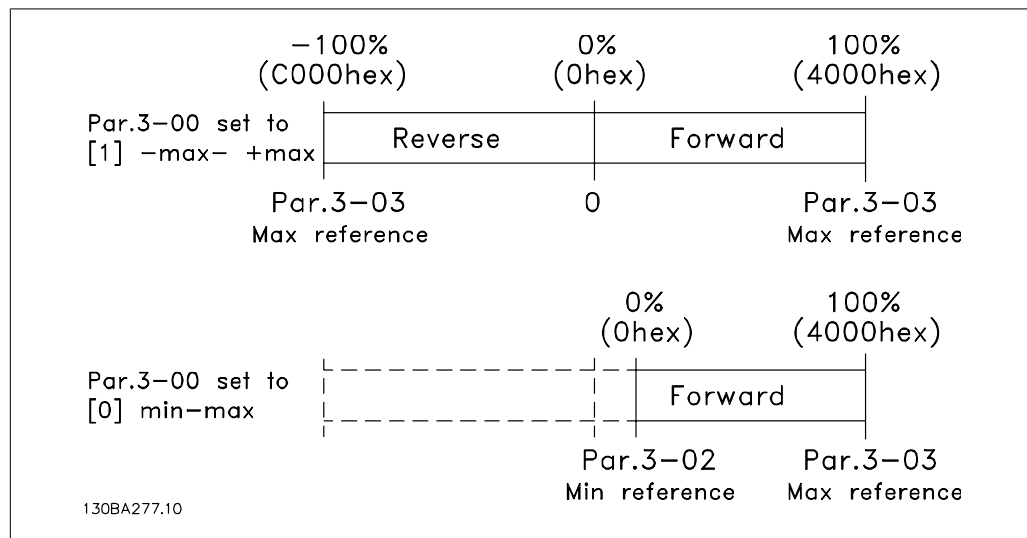 -100% 0% 100%
(C000hex) (0hex) (4000hex)
Par.3-00 set to
[1] -max- +max
Reverse Forward
Par.3-03 0 Par.3-03
Max reference Max reference
0% 100%
(0hex) (4000hex)
Par.3-00 set to
[0] min-max
Forward
Par.3-02 Par.3-03
Min reference Max reference
130BA277.10